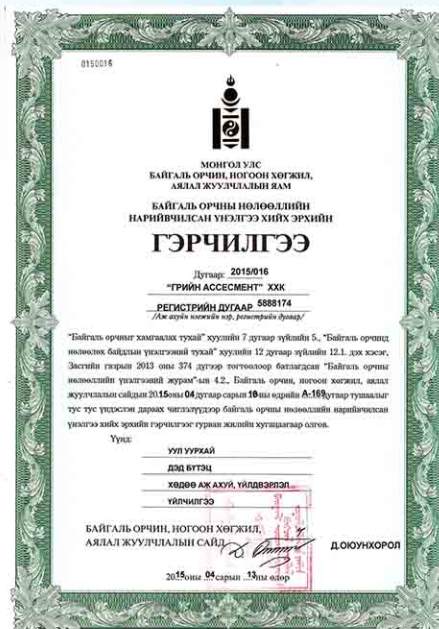 0150016
МОНГОЛ УЛС
БАЙГАЛЬ ОРЧИН, НОГООН ХӨГЖИЛ,
АЯЛАЛ ЖУУЛЧЛАЛЫН ЯАМ
БАЙГАЛЬ ОРЧНЫ НӨЛӨӨЛЛИЙН
НАРИЙВЧИЛСАН ҮНЭЛГЭЭ ХИЙХ ЭРХИЙН
ГЭРЧИЛГЭЭ
Дугаар: 2015/016
"ГРИЙН АССЕСМЕНТ" ХХК
РЕГИСТРИЙН ДУГААР 5888174
/Аж ахуйн нэгжийн нэр, регистрийн дугаар/
"Байгаль орчныг хамгаалах тухай" хуулийн 7 дугаар зүйлийн 5., "Байгаль орчинд
нөлөөлөх байдлын үнэлгээний тухай" хуулийн 12 дугаар зүйлийн 12.1. дэх хэсэг,
Засгийн газрын 2013 оны 374 дүгээр тогтоолоор батлагдсан "Байгаль орчны
нөлөөллийн үнэлгээний журам"-ын 4.2., Байгаль орчин, ногоон хөгжил, аялал
жуулчлалын сайдын 2015 оны 04 дугаар сарын 10-ны өдрийн А-169 дугаар тушаалыг
тус тус үндэслэн дараах чиглэлүүдээр байгаль орчны нөлөөллийн нарийвчилсан
үнэлгээ хийх эрхийн гэрчилгээг гурван жилийн хугацаагаар олгов.
Үүнд:
УУЛ УУРХАЙ
ДЭД БҮТЭЦ
ХӨДӨӨ АЖ АХУЙ, ҮЙЛДВЭРЛЭЛ
ҮЙЛЧИЛГЭЭ
БАЙГАЛЬ ОРЧИН, НОГООН ХӨГЖИЛ,
АЯЛАЛ ЖУУЛЧЛАЛЫН САЙД Д.ОЮУНХОРОЛ
2015 оны 04 сарын 13-ны өдөр